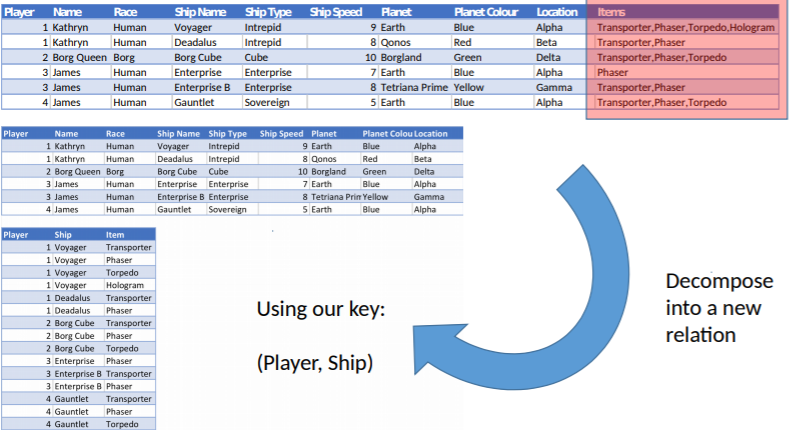 Player Name Race Ship Name Ship Type Ship Speed Planet Planet Colour Location Items
1 Kathryn Human Voyager Intrepid 9 Earth Blue Alpha Transporter,Phaser,Torpedo,Hologram
1 Kathryn Human Deadalus Intrepid 8 Qonos Red Beta Transporter,Phaser
2 Borg Queen Borg Borg Cube Cube 10 Borgland Green Delta Transporter,Phaser,Torpedo
3 James Human Enterprise Enterprise 7 Earth Blue Alpha Phaser
3 James Human Enterprise B Enterprise 8 Tetriana Prime Yellow Gamma Transporter,Phaser
4 James Human Gauntlet Sovereign 5 Earth Blue Alpha Transporter,Phaser,Torpedo
Player Name Race Ship Name Ship Type Ship Speed Planet Planet Colou Location
1 Kathryn Human Voyager Intrepid 9 Earth Blue Alpha
1 Kathryn Human Deadalus Intrepid 8 Qonos Red Beta
2 Borg Queen Borg Borg Cube Cube 10 Borgland Green Delta
3 James Human Enterprise Enterprise 7 Earth Blue Alpha
3 James Human Enterprise B Enterprise 8 Tetriana Prim Yellow Gamma
4 James Human Gauntlet Sovereign 5 Earth Blue Alpha
Player Ship Item
1 Voyager Transporter
1 Voyager Phaser
1 Voyager Torpedo
1 Voyager Hologram
1 Deadalus Transporter
1 Deadalus Phaser
2 Borg Cube Transporter
2 Borg Cube Phaser
2 Borg Cube Torpedo
3 Enterprise Phaser
3 Enterprise B Transporter
3 Enterprise B Phaser
4 Gauntlet Transporter
4 Gauntlet Phaser
4 Gauntlet Torpedo
Using our key:
(Player, Ship)
Decompose
into a new
relation